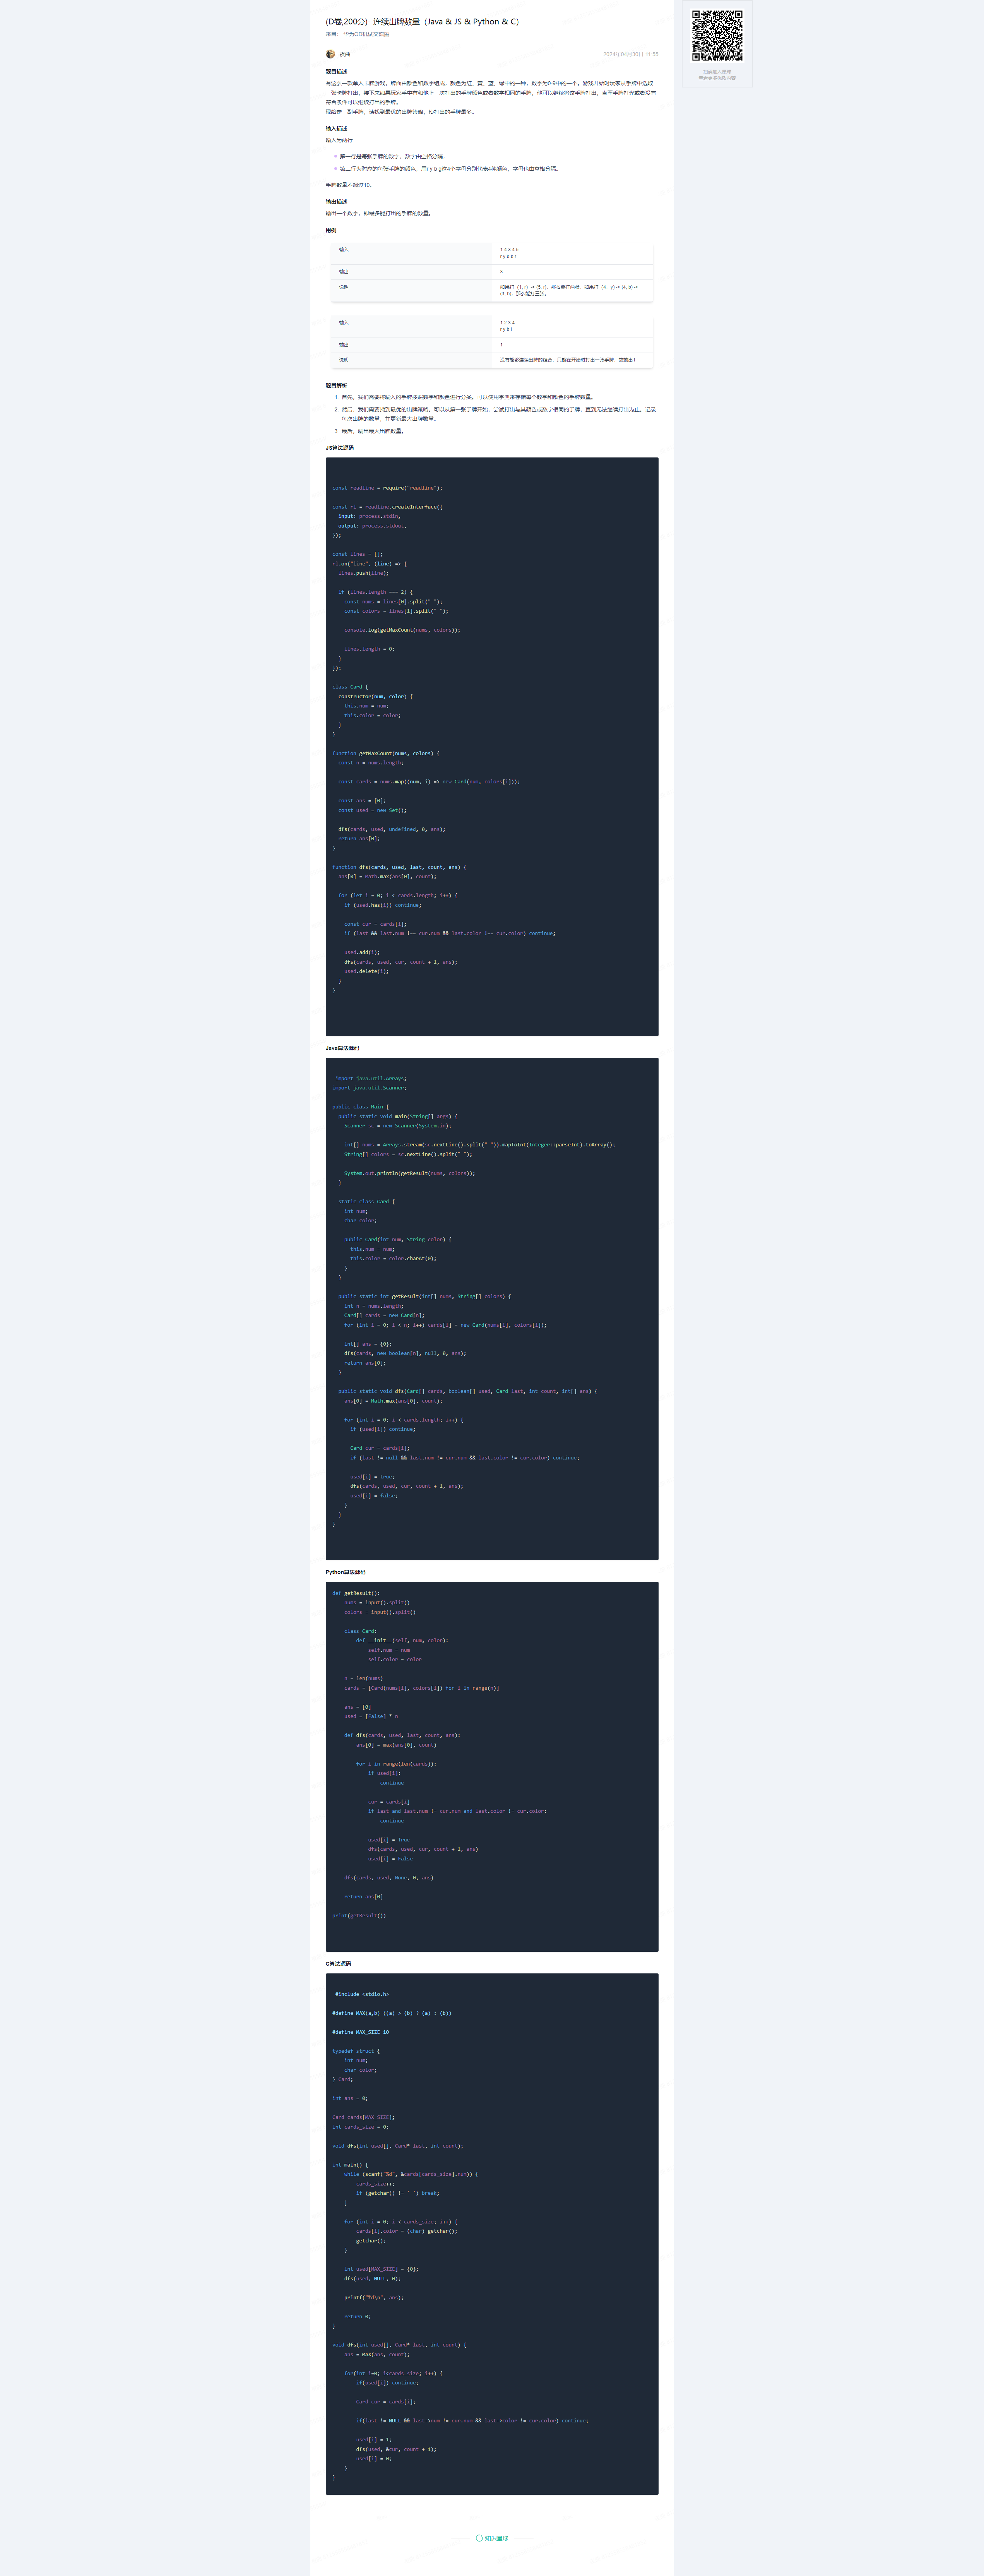 (D卷,200分)- 连续出牌数量（Java & JS & Python & C）
来自： 华为OD机试交流圈
夜扇
2024年04月30日 11:55
扫码加入星球
查看更多优质内容
题目描述
有这么一款单人卡牌游戏，牌面由颜色和数字组成，颜色为红、黄、蓝、绿中的一种，数字为0-9中的一个。游戏开始时玩家从手牌中选取
一张卡牌打出，接下来如果玩家手中有和他上一次打出的手牌颜色或者数字相同的手牌，他可以继续将该手牌打出，直至手牌打光或者没有
符合条件可以继续打出的手牌。
现给定一副手牌，请找到最优的出牌策略，使打出的手牌最多。
输入描述
输入为两行
第一行是每张手牌的数字，数字由空格分隔，
第二行为对应的每张手牌的颜色，用r y b g这4个字母分别代表4种颜色，字母也由空格分隔。
手牌数量不超过10。
输出描述
输出一个数字，即最多能打出的手牌的数量。
用例
输入
1 4 3 4 5
r y b b r
输出
3
说明
如果打（1, r）-> (5, r)，那么能打两张。如果打（4，y) -> (4, b) ->
(3, b)，那么能打三张。
输入
1 2 3 4
r y b l
输出
1
说明
没有能够连续出牌的组合，只能在开始时打出一张手牌，故输出1
题目解析
1. 首先，我们需要将输入的手牌按照数字和颜色进行分类。可以使用字典来存储每个数字和颜色的手牌数量。
2. 然后，我们需要找到最优的出牌策略。可以从第一张手牌开始，尝试打出与其颜色或数字相同的手牌，直到无法继续打出为止。记录
每次出牌的数量，并更新最大出牌数量。
3. 最后，输出最大出牌数量。
JS算法源码
const readline = require("readline");
const rl = readline.createInterface({
input: process.stdin,
output: process.stdout,
});
const lines = [];
rl.on("line", (line) => {
lines.push(line);
if (lines.length === 2) {
const nums = lines[0].split(" ");
const colors = lines[1].split(" ");
console.log(getMaxCount(nums, colors));
lines.length = 0;
}
});
class Card {
constructor(num, color) {
this.num = num;
this.color = color;
}
}
function getMaxCount(nums, colors) {
const n = nums.length;
const cards = nums.map((num, i) => new Card(num, colors[i]));
const ans = [0];
const used = new Set();
dfs(cards, used, undefined, 0, ans);
return ans[0];
}
function dfs(cards, used, last, count, ans) {
ans[0] = Math.max(ans[0], count);
for (let i = 0; i < cards.length; i++) {
if (used.has(i)) continue;
const cur = cards[i];
if (last && last.num !== cur.num && last.color !== cur.color) continue;
used.add(i);
dfs(cards, used, cur, count + 1, ans);
used.delete(i);
}
}
Java算法源码
import java.util.Arrays;
import java.util.Scanner;
public class Main {
public static void main(String[] args) {
Scanner sc = new Scanner(System.in);
int[] nums = Arrays.stream(sc.nextLine().split(" ")).mapToInt(Integer::parseInt).toArray();
String[] colors = sc.nextLine().split(" ");
System.out.println(getResult(nums, colors));
}
static class Card {
int num;
char color;
public Card(int num, String color) {
this.num = num;
this.color = color.charAt(0);
}
}
public static int getResult(int[] nums, String[] colors) {
int n = nums.length;
Card[] cards = new Card[n];
for (int i = 0; i < n; i++) cards[i] = new Card(nums[i], colors[i]);
int[] ans = {0};
dfs(cards, new boolean[n], null, 0, ans);
return ans[0];
}
public static void dfs(Card[] cards, boolean[] used, Card last, int count, int[] ans) {
ans[0] = Math.max(ans[0], count);
for (int i = 0; i < cards.length; i++) {
if (used[i]) continue;
Card cur = cards[i];
if (last != null && last.num != cur.num && last.color != cur.color) continue;
used[i] = true;
dfs(cards, used, cur, count + 1, ans);
used[i] = false;
}
}
}
Python算法源码
def getResult():
nums = input().split()
colors = input().split()
class Card:
def __init__(self, num, color):
self.num = num
self.color = color
n = len(nums)
cards = [Card(nums[i], colors[i]) for i in range(n)]
ans = [0]
used = [False] * n
def dfs(cards, used, last, count, ans):
ans[0] = max(ans[0], count)
for i in range(len(cards)):
if used[i]:
continue
cur = cards[i]
if last and last.num != cur.num and last.color != cur.color:
continue
used[i] = True
dfs(cards, used, cur, count + 1, ans)
used[i] = False
dfs(cards, used, None, 0, ans)
return ans[0]
print(getResult())
C算法源码
#include <stdio.h>
#define MAX(a,b) ((a) > (b) ? (a) : (b))
#define MAX_SIZE 10
typedef struct {
int num;
char color;
} Card;
int ans = 0;
Card cards[MAX_SIZE];
int cards_size = 0;
void dfs(int used[], Card* last, int count);
int main() {
while (scanf("%d", &cards[cards_size].num)) {
cards_size++;
if (getchar() != ' ') break;
}
for (int i = 0; i < cards_size; i++) {
cards[i].color = (char) getchar();
getchar();
}
int used[MAX_SIZE] = {0};
dfs(used, NULL, 0);
printf("%d\n", ans);
return 0;
}
void dfs(int used[], Card* last, int count) {
ans = MAX(ans, count);
for(int i=0; i<cards_size; i++) {
if(used[i]) continue;
Card cur = cards[i];
if(last != NULL && last->num != cur.num && last->color != cur.color) continue;
used[i] = 1;
dfs(used, &cur, count + 1);
used[i] = 0;
}
}
知识星球